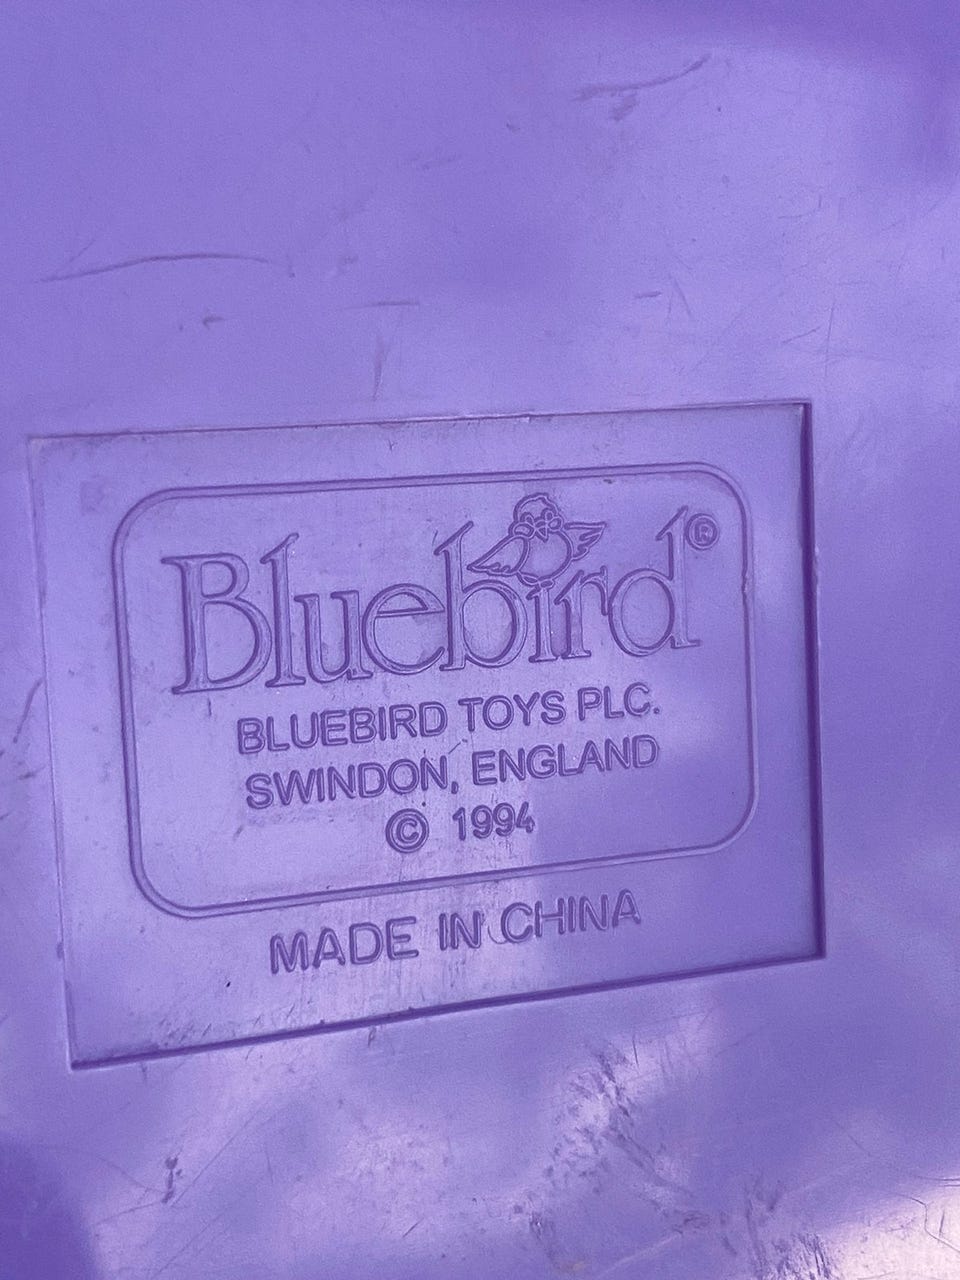 Bluebird®
BLUEBIRD TOYS PLC.
SWINDON, ENGLAND
© 1994
MADE IN CHINA